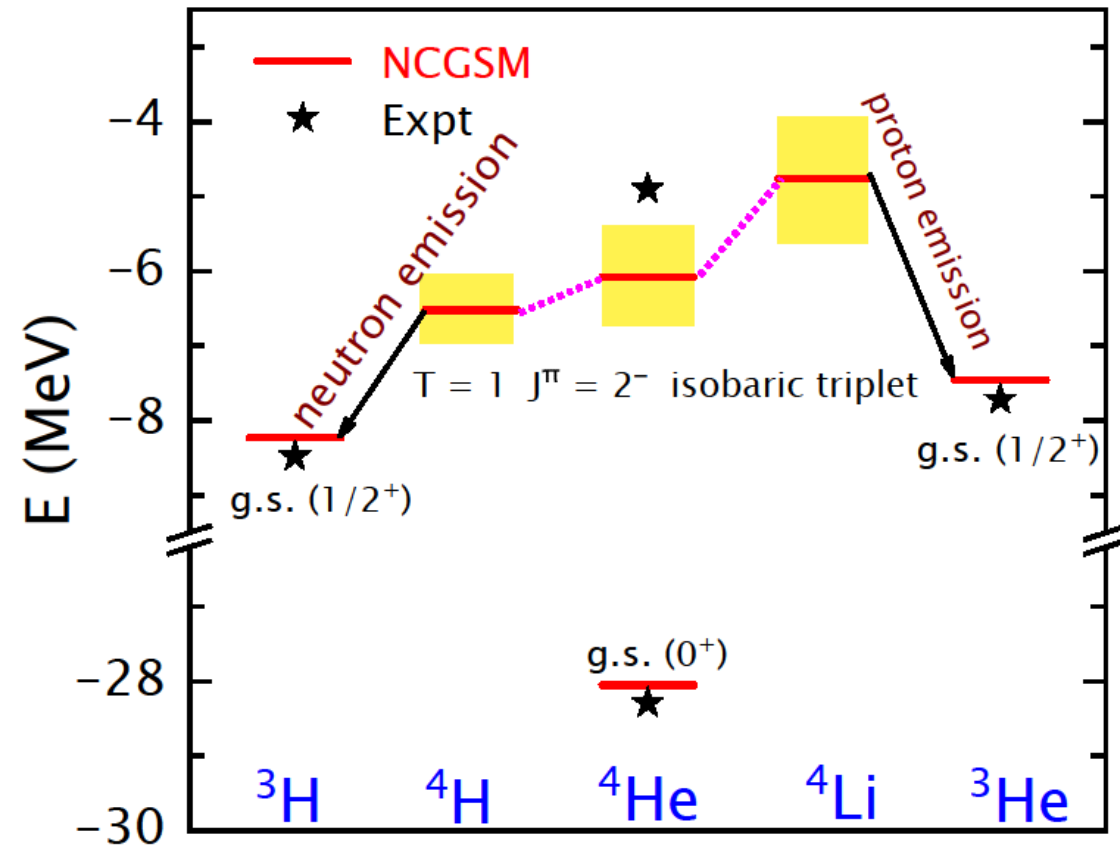 NCGSM
Expt
neutron emission
proton emission
−4
−6
−8
−28
−30
E (MeV)
T = 1 J^π = 2⁻ isobaric triplet
g.s. (1/2⁺)
g.s. (1/2⁺)
g.s. (0⁺)
³H
⁴H
⁴He
⁴Li
³He